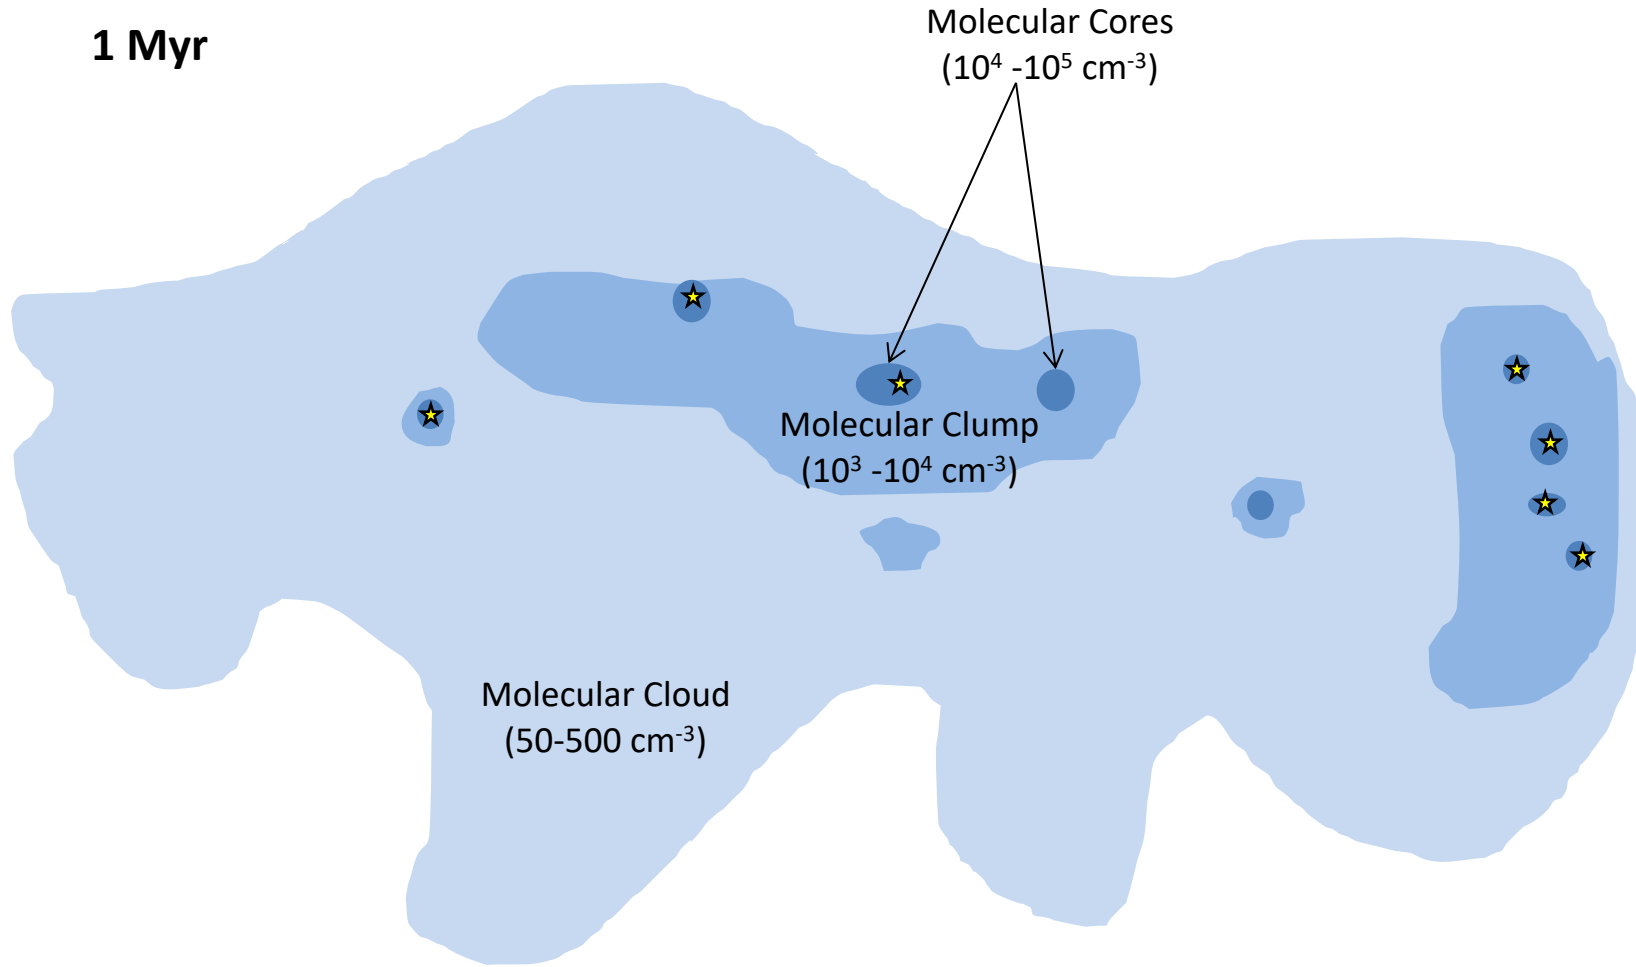 1 Myr
Molecular Cores
(10⁴ -10⁵ cm⁻³)
Molecular Clump
(10³ -10⁴ cm⁻³)
Molecular Cloud
(50-500 cm⁻³)